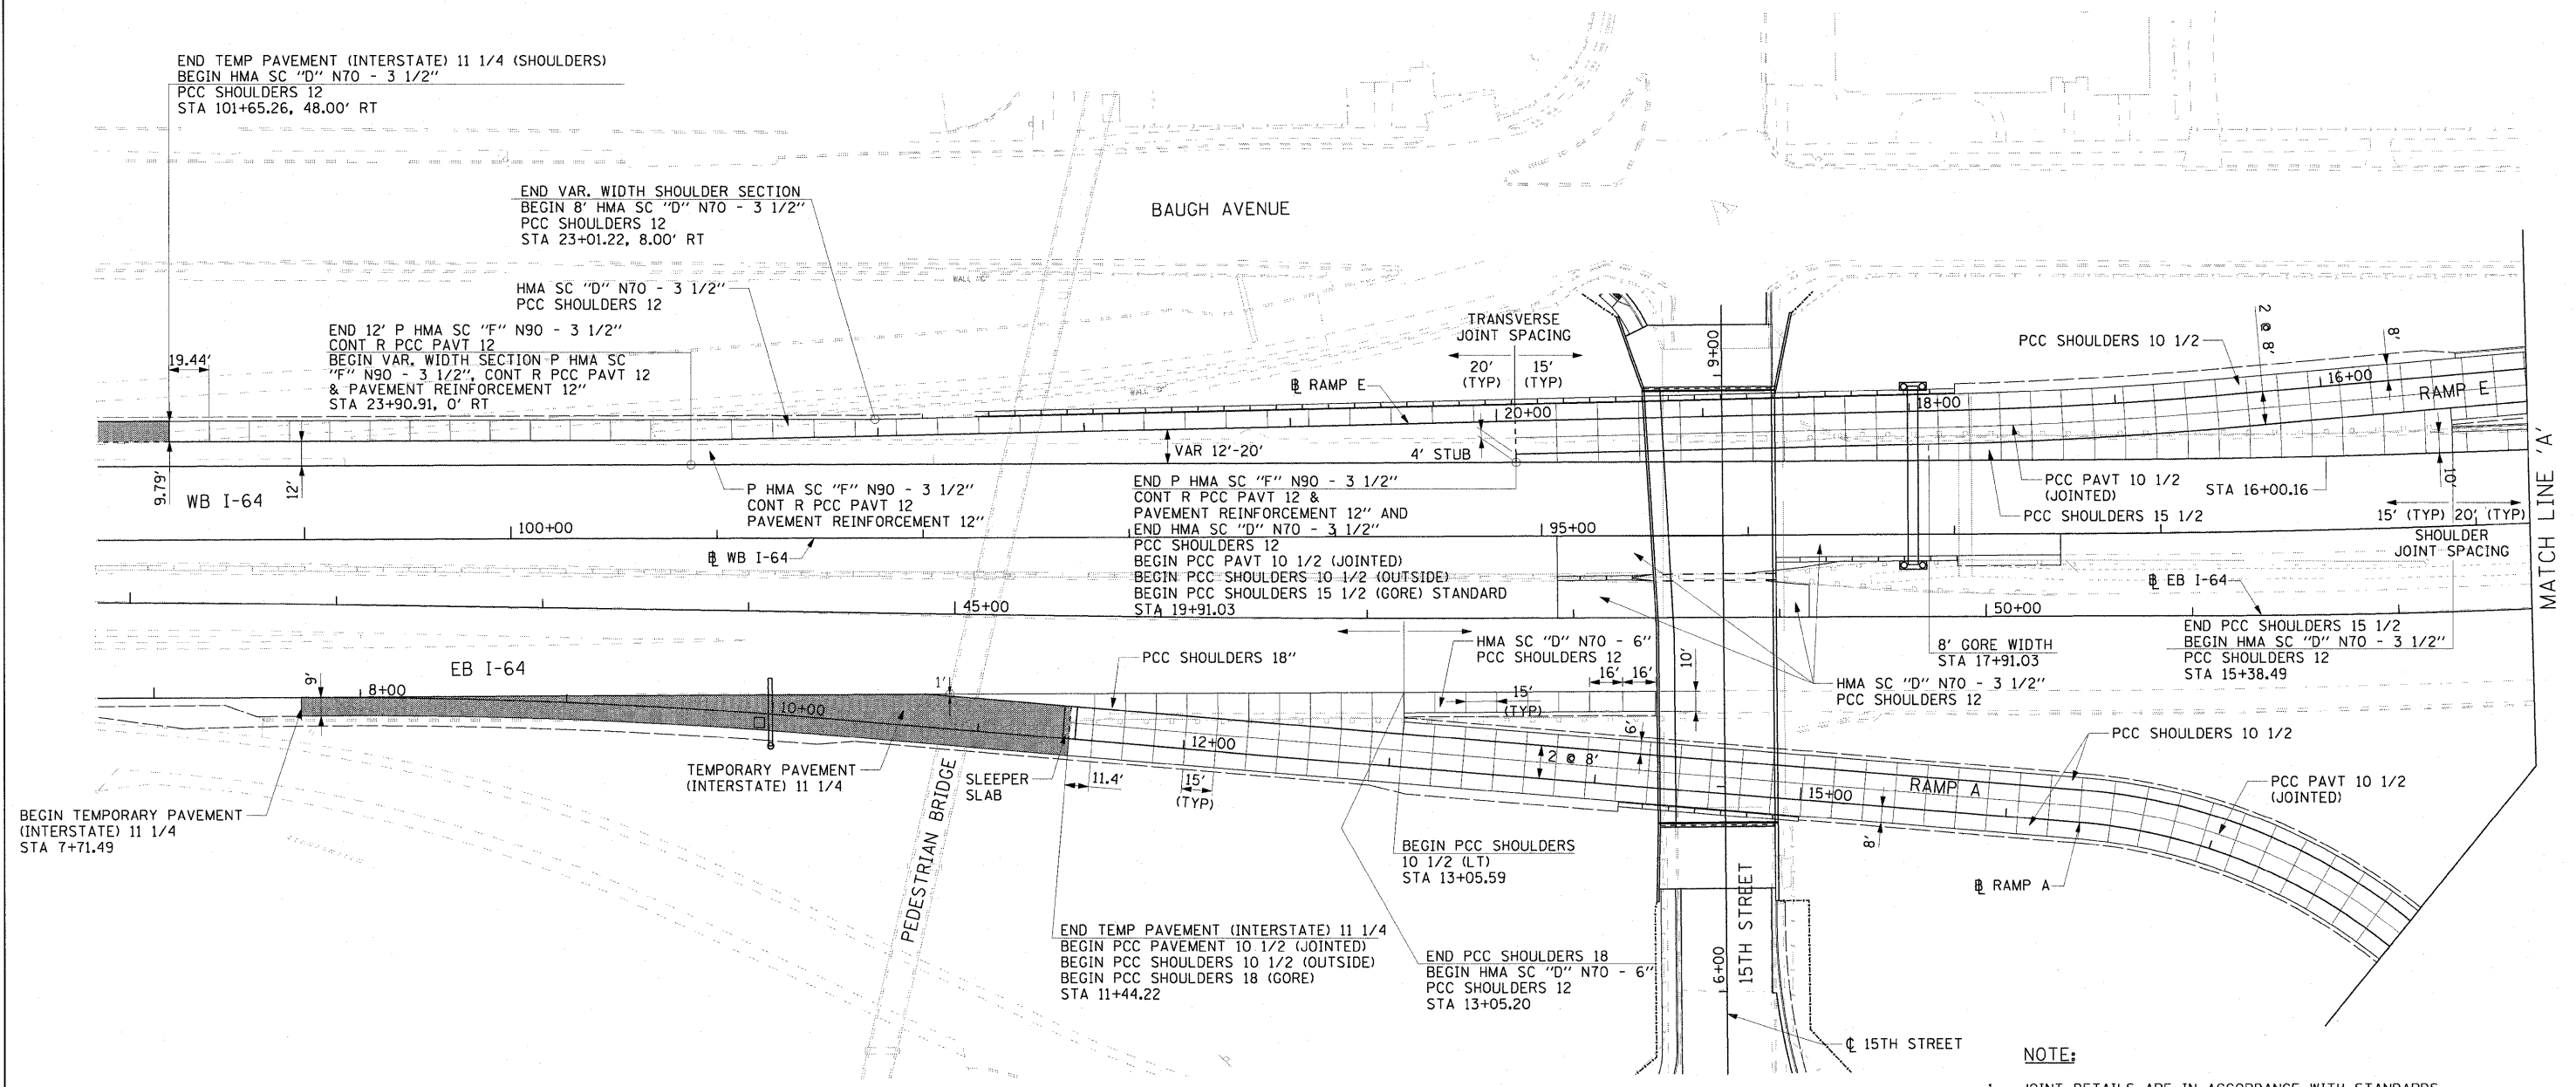 END TEMP PAVEMENT (INTERSTATE) 11 1/4 (SHOULDERS)
BEGIN HMA SC "D" N70 - 3 1/2"
PCC SHOULDERS 12
STA 101+65.26, 48.00' RT
END VAR. WIDTH SHOULDER SECTION
BEGIN 8' HMA SC "D" N70 - 3 1/2"
PCC SHOULDERS 12
STA 23+01.22, 8.00' RT
BAUGH AVENUE
HMA SC "D" N70 - 3 1/2"
PCC SHOULDERS 12
WALL "C"
END 12' P HMA SC "F" N90 - 3 1/2"
CONT R PCC PAVT 12
BEGIN VAR. WIDTH SECTION P HMA SC
"F" N90 - 3 1/2", CONT R PCC PAVT 12
& PAVEMENT REINFORCEMENT 12"
STA 23+90.91, 0' RT
19.44'
9.79'
12'
WB I-64
TRANSVERSE
JOINT SPACING
20'
(TYP)
15'
(TYP)
℄ RAMP E
20+00
VAR 12'-20'
4' STUB
9+00
18+00
PCC SHOULDERS 10 1/2
2 @ 8'
8'
16+00
RAMP E
10'
PCC PAVT 10 1/2
(JOINTED)
STA 16+00.16
PCC SHOULDERS 15 1/2
15' (TYP) 20' (TYP)
SHOULDER
JOINT SPACING
MATCH LINE 'A'
P HMA SC "F" N90 - 3 1/2"
CONT R PCC PAVT 12
PAVEMENT REINFORCEMENT 12"
100+00
℄ WB I-64
95+00
END P HMA SC "F" N90 - 3 1/2"
CONT R PCC PAVT 12 &
PAVEMENT REINFORCEMENT 12" AND
END HMA SC "D" N70 - 3 1/2"
PCC SHOULDERS 12
BEGIN PCC PAVT 10 1/2 (JOINTED)
BEGIN PCC SHOULDERS 10 1/2 (OUTSIDE)
BEGIN PCC SHOULDERS 15 1/2 (GORE) STANDARD
STA 19+91.03
45+00
℄ EB I-64
50+00
END PCC SHOULDERS 15 1/2
BEGIN HMA SC "D" N70 - 3 1/2"
PCC SHOULDERS 12
STA 15+38.49
8' GORE WIDTH
STA 17+91.03
HMA SC "D" N70 - 3 1/2"
PCC SHOULDERS 12
HMA SC "D" N70 - 6"
PCC SHOULDERS 12
16' 16'
10'
15'
(TYP)
PCC SHOULDERS 18"
EB I-64
9'
8+00
1'
10+00
12+00
2 @ 8'
6'
15+00
RAMP A
8'
PCC SHOULDERS 10 1/2
PCC PAVT 10 1/2
(JOINTED)
℄ RAMP A
TEMPORARY PAVEMENT
(INTERSTATE) 11 1/4
SLEEPER
SLAB
11.4'
15'
(TYP)
BEGIN TEMPORARY PAVEMENT
(INTERSTATE) 11 1/4
STA 7+71.49
PEDESTRIAN BRIDGE
BEGIN PCC SHOULDERS
10 1/2 (LT)
STA 13+05.59
END TEMP PAVEMENT (INTERSTATE) 11 1/4
BEGIN PCC PAVEMENT 10 1/2 (JOINTED)
BEGIN PCC SHOULDERS 10 1/2 (OUTSIDE)
BEGIN PCC SHOULDERS 18 (GORE)
STA 11+44.22
END PCC SHOULDERS 18
BEGIN HMA SC "D" N70 - 6"
PCC SHOULDERS 12
STA 13+05.20
6+00
15TH STREET
℄ 15TH STREET
NOTE:
1. JOINT DETAILS ARE IN ACCORDANCE WITH STANDARDS